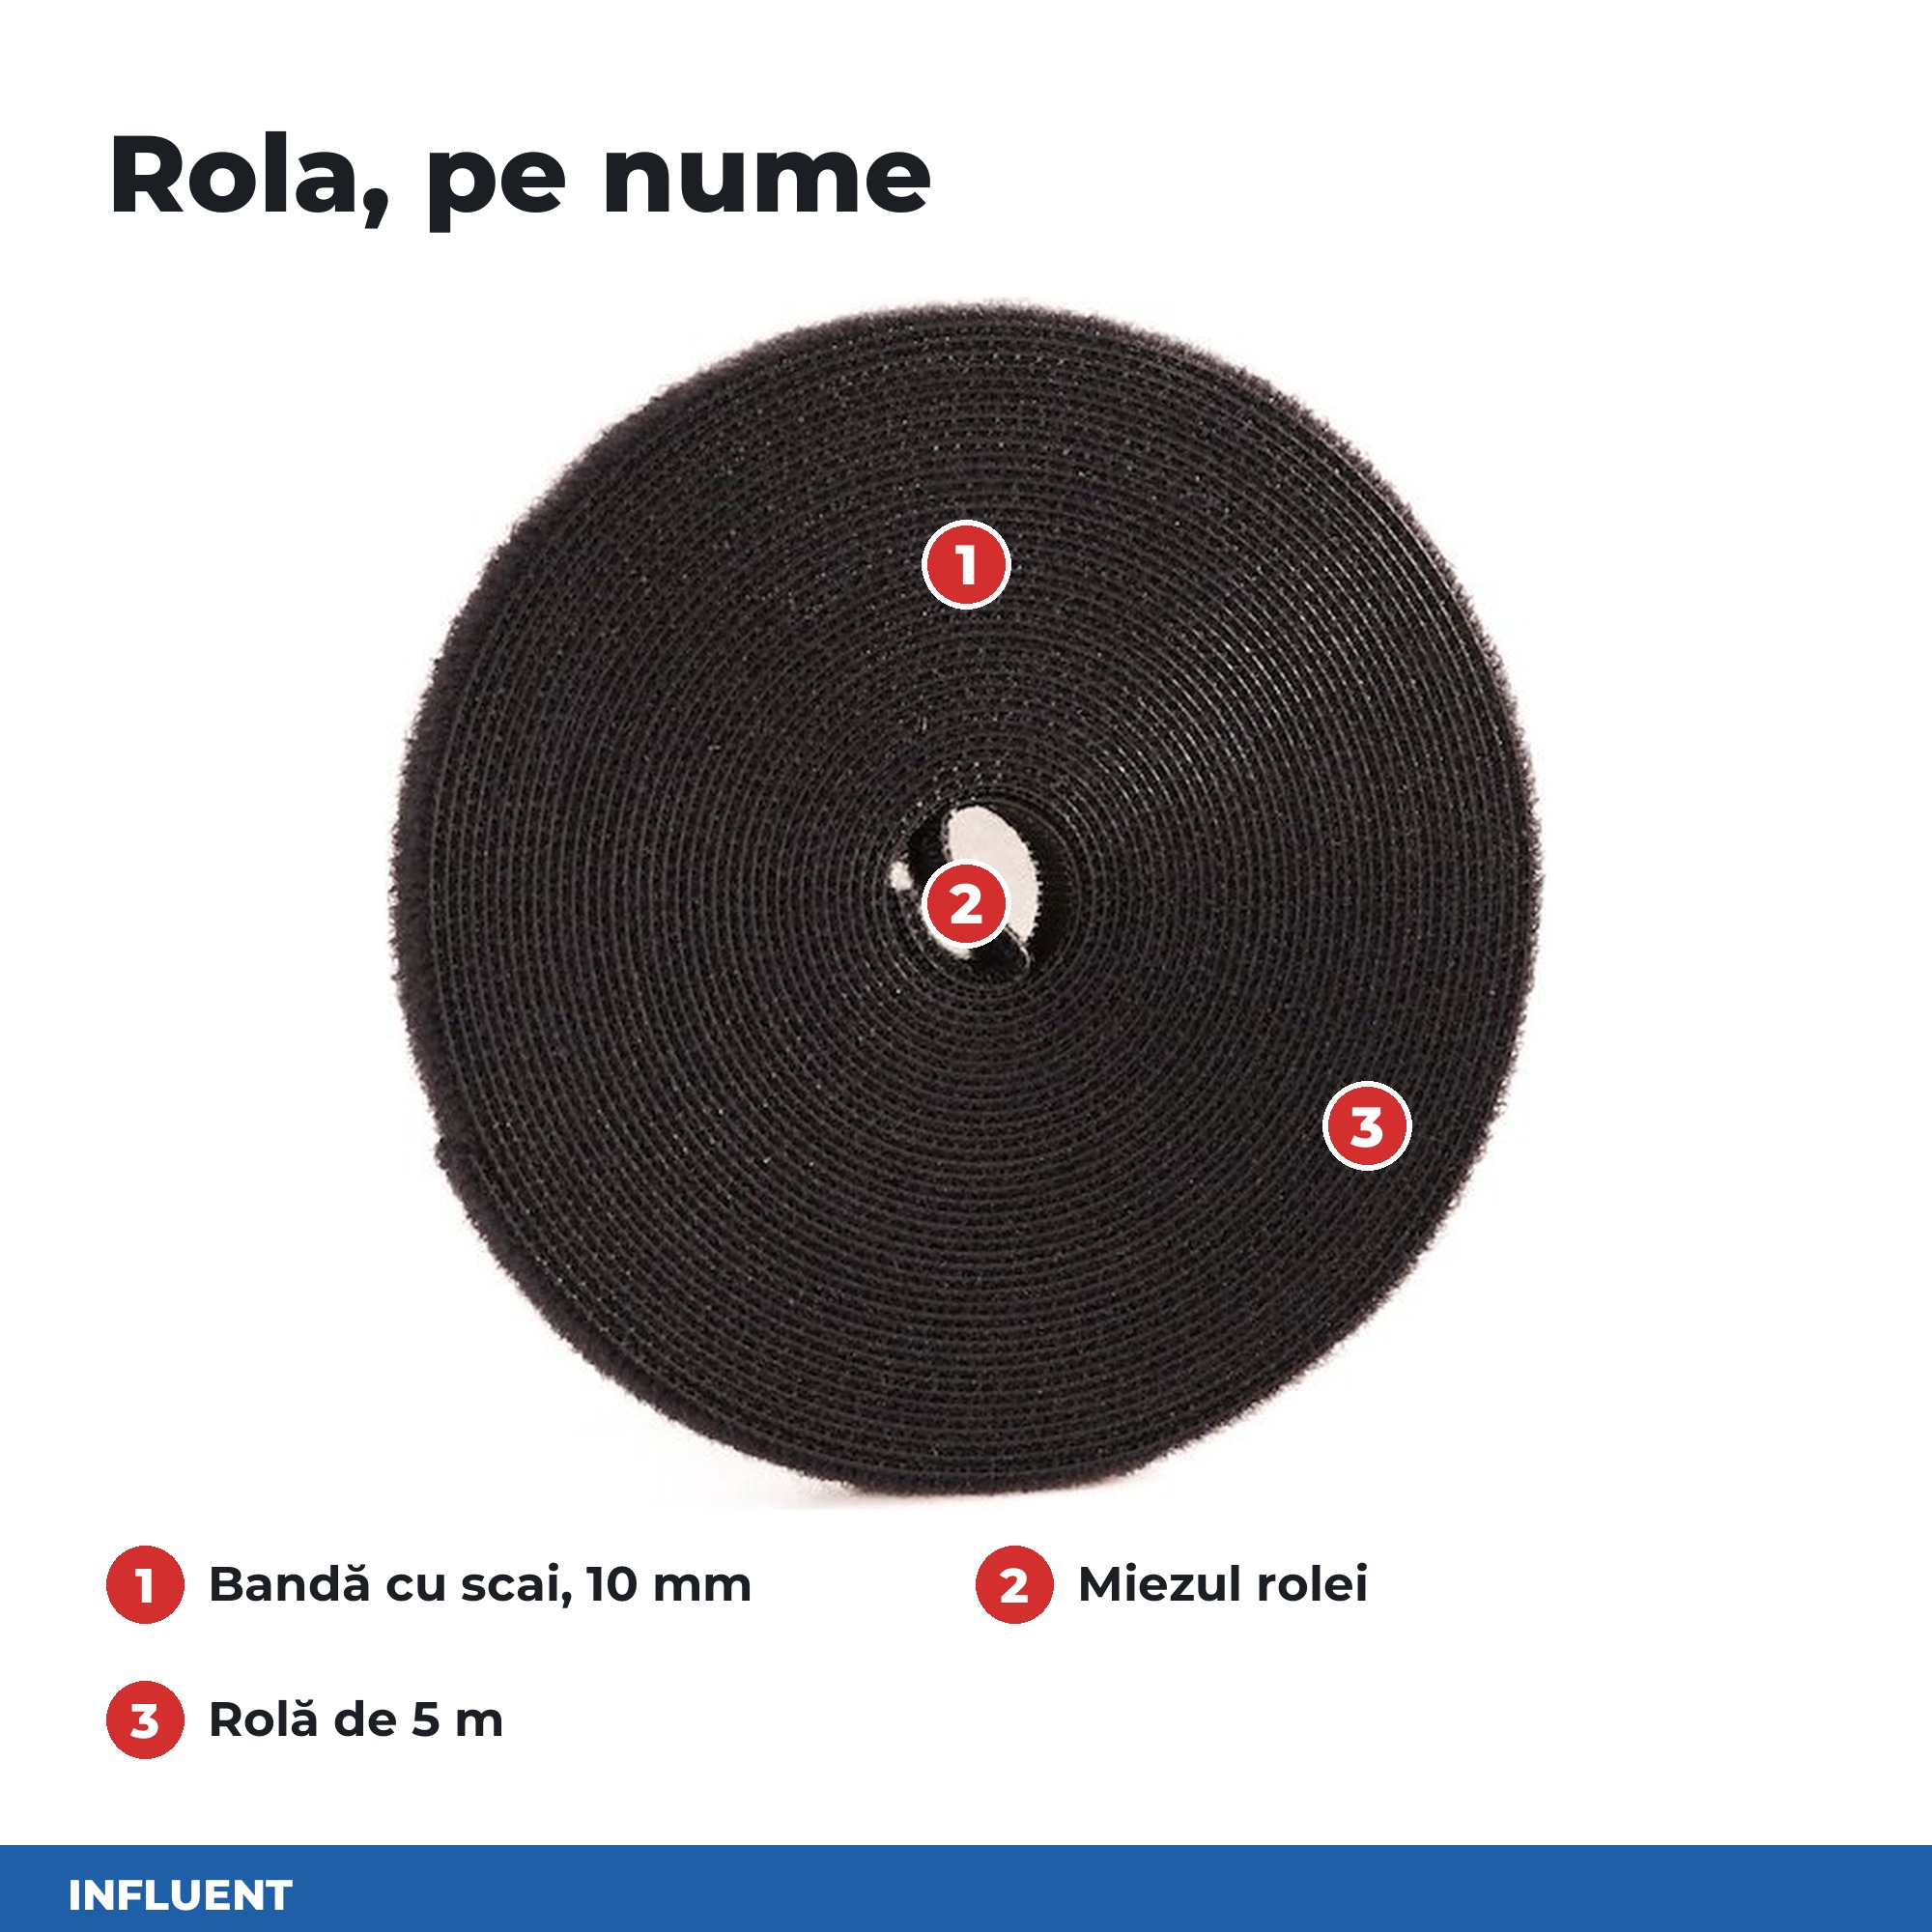 Rola, pe nume
1
2
3
1 Bandă cu scai, 10 mm
2 Miezul rolei
3 Rolă de 5 m
INFLUENT